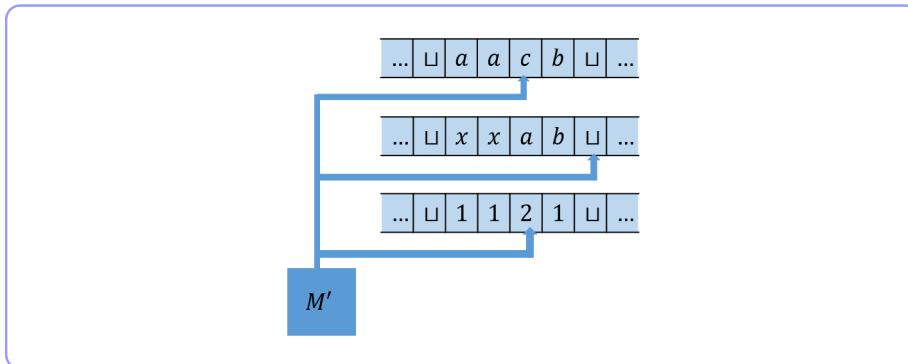 ... ⊔ a a c b ⊔ ...
... ⊔ x x a b ⊔ ...
... ⊔ 1 1 2 1 ⊔ ...
M′